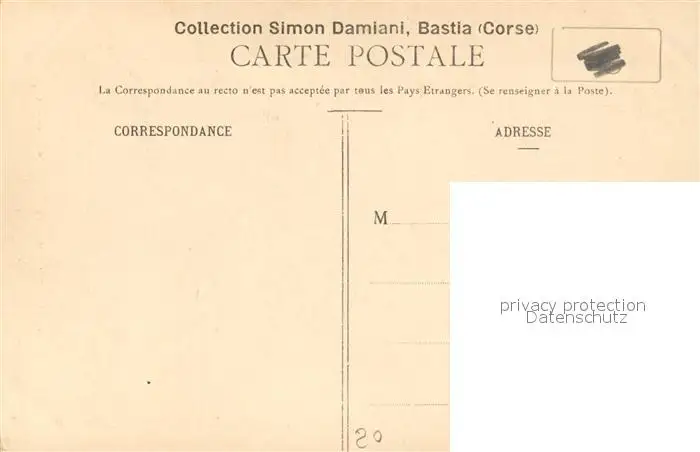 Collection Simon Damiani, Bastia (Corse)
CARTE POSTALE
La Correspondance au recto n'est pas acceptée par tous les Pays Etrangers. (Se renseigner à la Poste).
CORRESPONDANCE
ADRESSE
M
privacy protection
Datenschutz
80